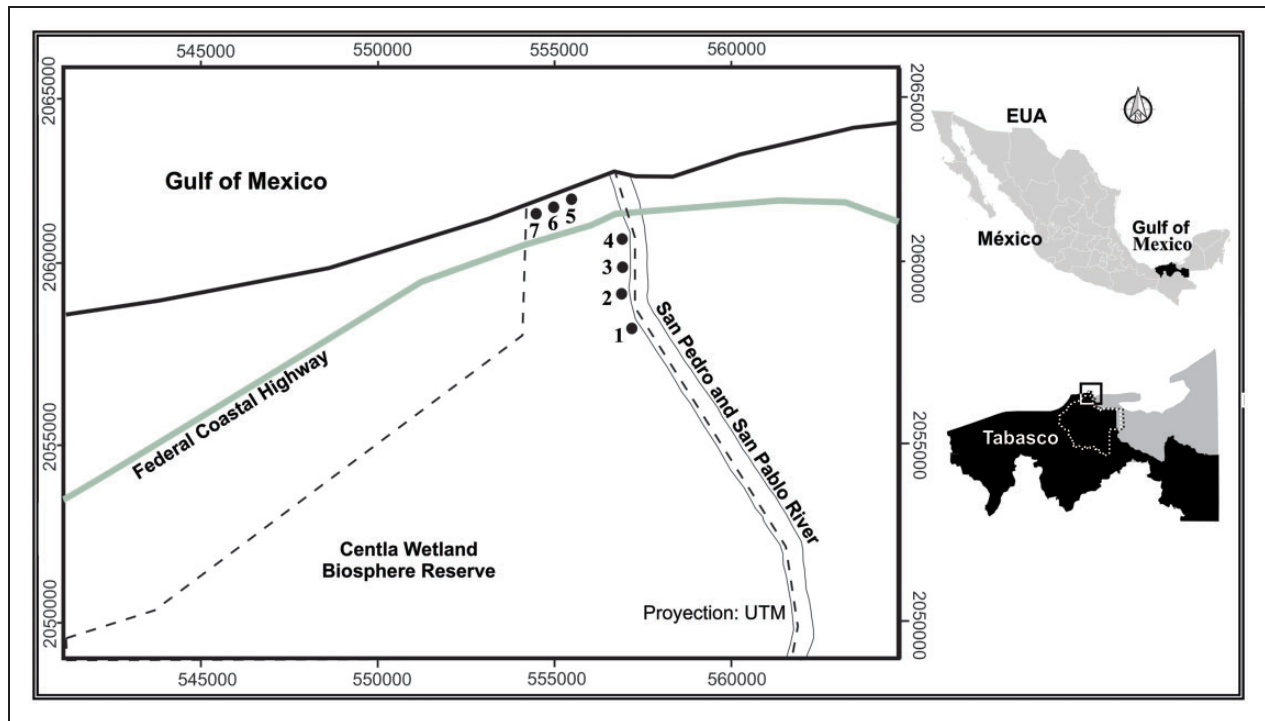 545000
550000
555000
560000
2065000
2065000
Gulf of Mexico
7
6
5
4
3
2
1
2060000
2060000
San Pedro and San Pablo River
Federal Coastal Highway
2055000
2055000
Centla Wetland
Biosphere Reserve
Proyection: UTM
2050000
2050000
545000
550000
555000
560000
EUA
N
México
Gulf of
Mexico
Tabasco